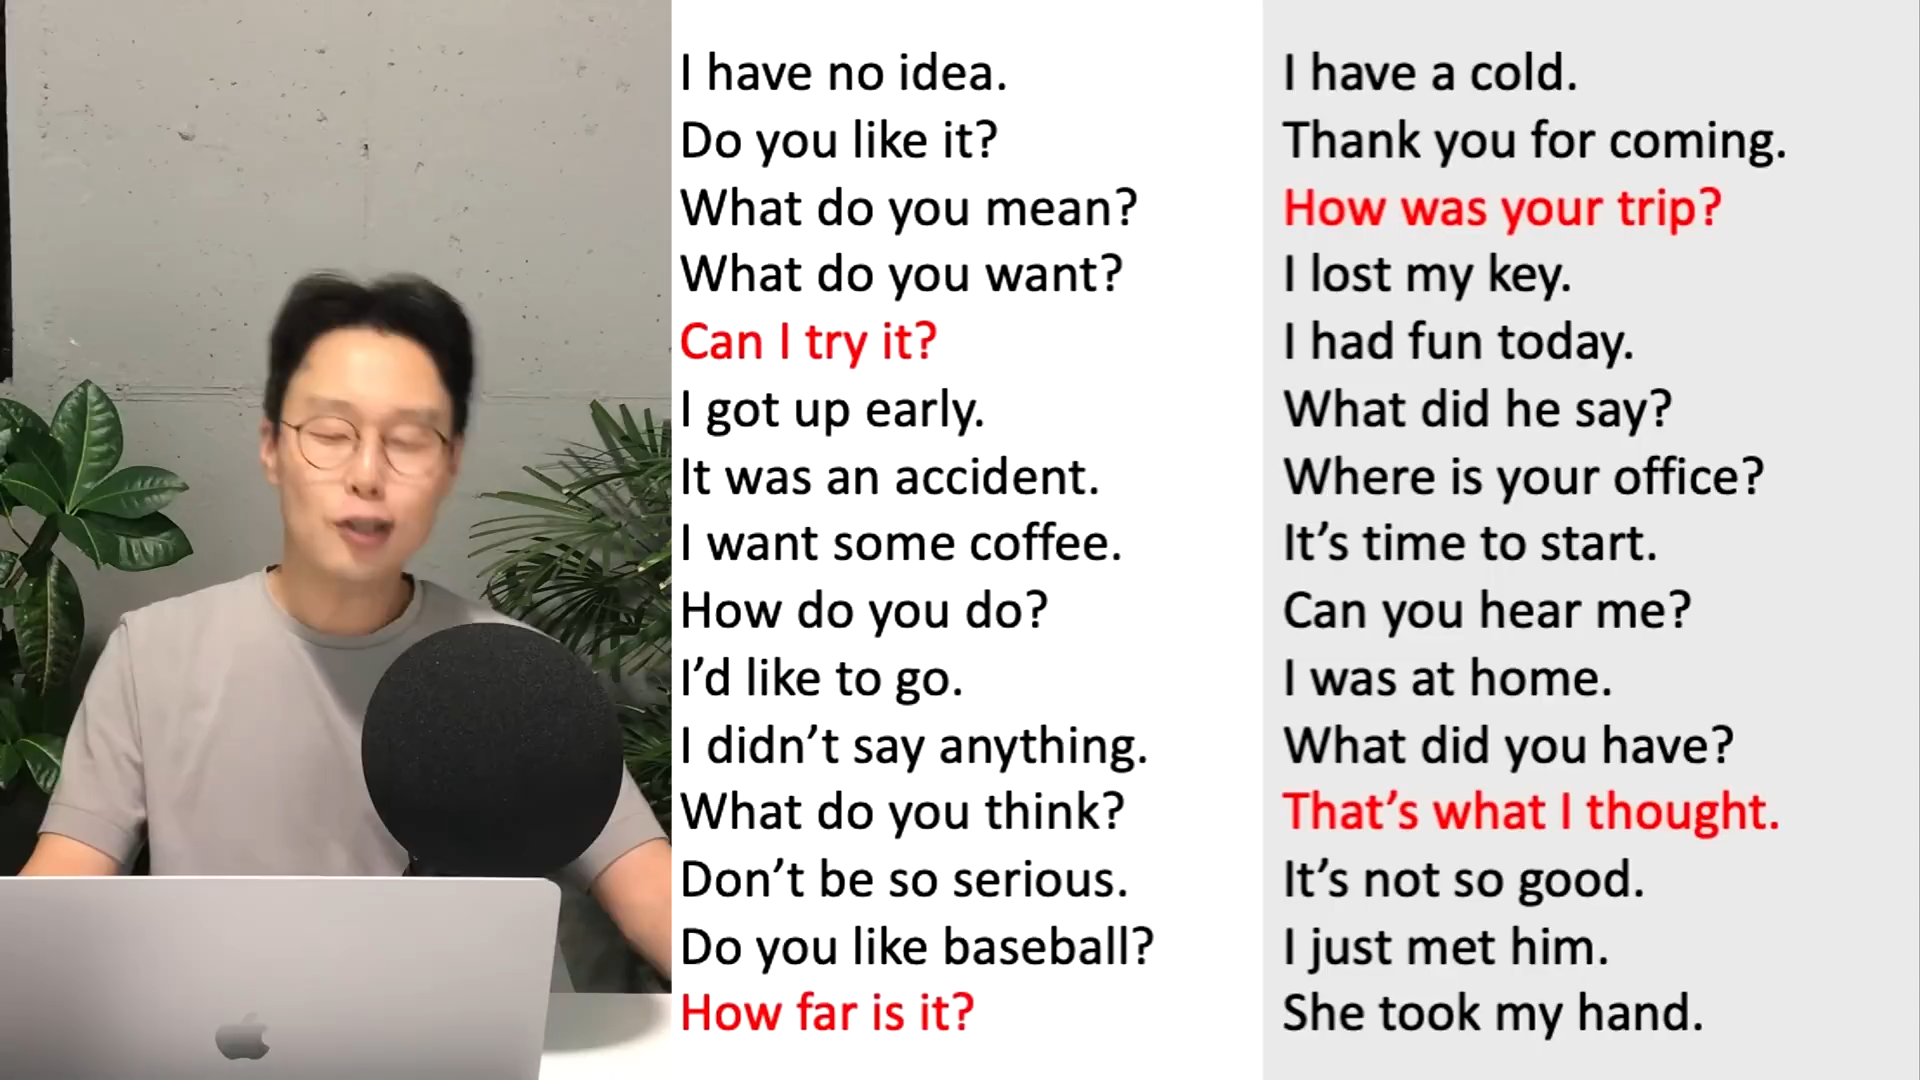 I have no idea.
Do you like it?
What do you mean?
What do you want?
Can I try it?
I got up early.
It was an accident.
I want some coffee.
How do you do?
I’d like to go.
I didn’t say anything.
What do you think?
Don’t be so serious.
Do you like baseball?
How far is it?
I have a cold.
Thank you for coming.
How was your trip?
I lost my key.
I had fun today.
What did he say?
Where is your office?
It’s time to start.
Can you hear me?
I was at home.
What did you have?
That’s what I thought.
It’s not so good.
I just met him.
She took my hand.